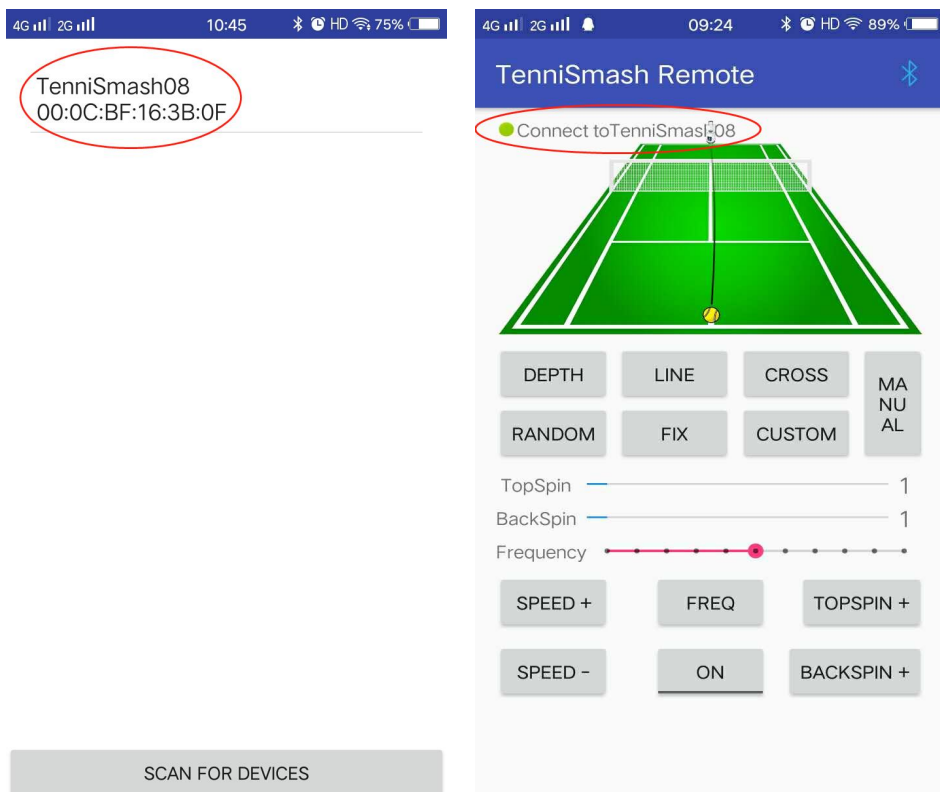 4G 2G 10:45 HD 75%
TenniSmash08
00:0C:BF:16:3B:0F
SCAN FOR DEVICES
4G 2G 09:24 HD 89%
TenniSmash Remote
Connect toTenniSmash08
DEPTH LINE CROSS
MA
NU
AL
RANDOM FIX CUSTOM
TopSpin 1
BackSpin 1
Frequency
SPEED + FREQ TOPSPIN +
SPEED - ON BACKSPIN +